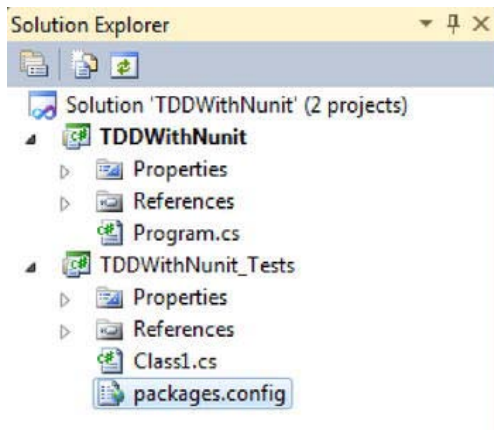 Solution Explorer
Solution 'TDDWithNunit' (2 projects)
TDDWithNunit
Properties
References
Program.cs
TDDWithNunit_Tests
Properties
References
Class1.cs
packages.config